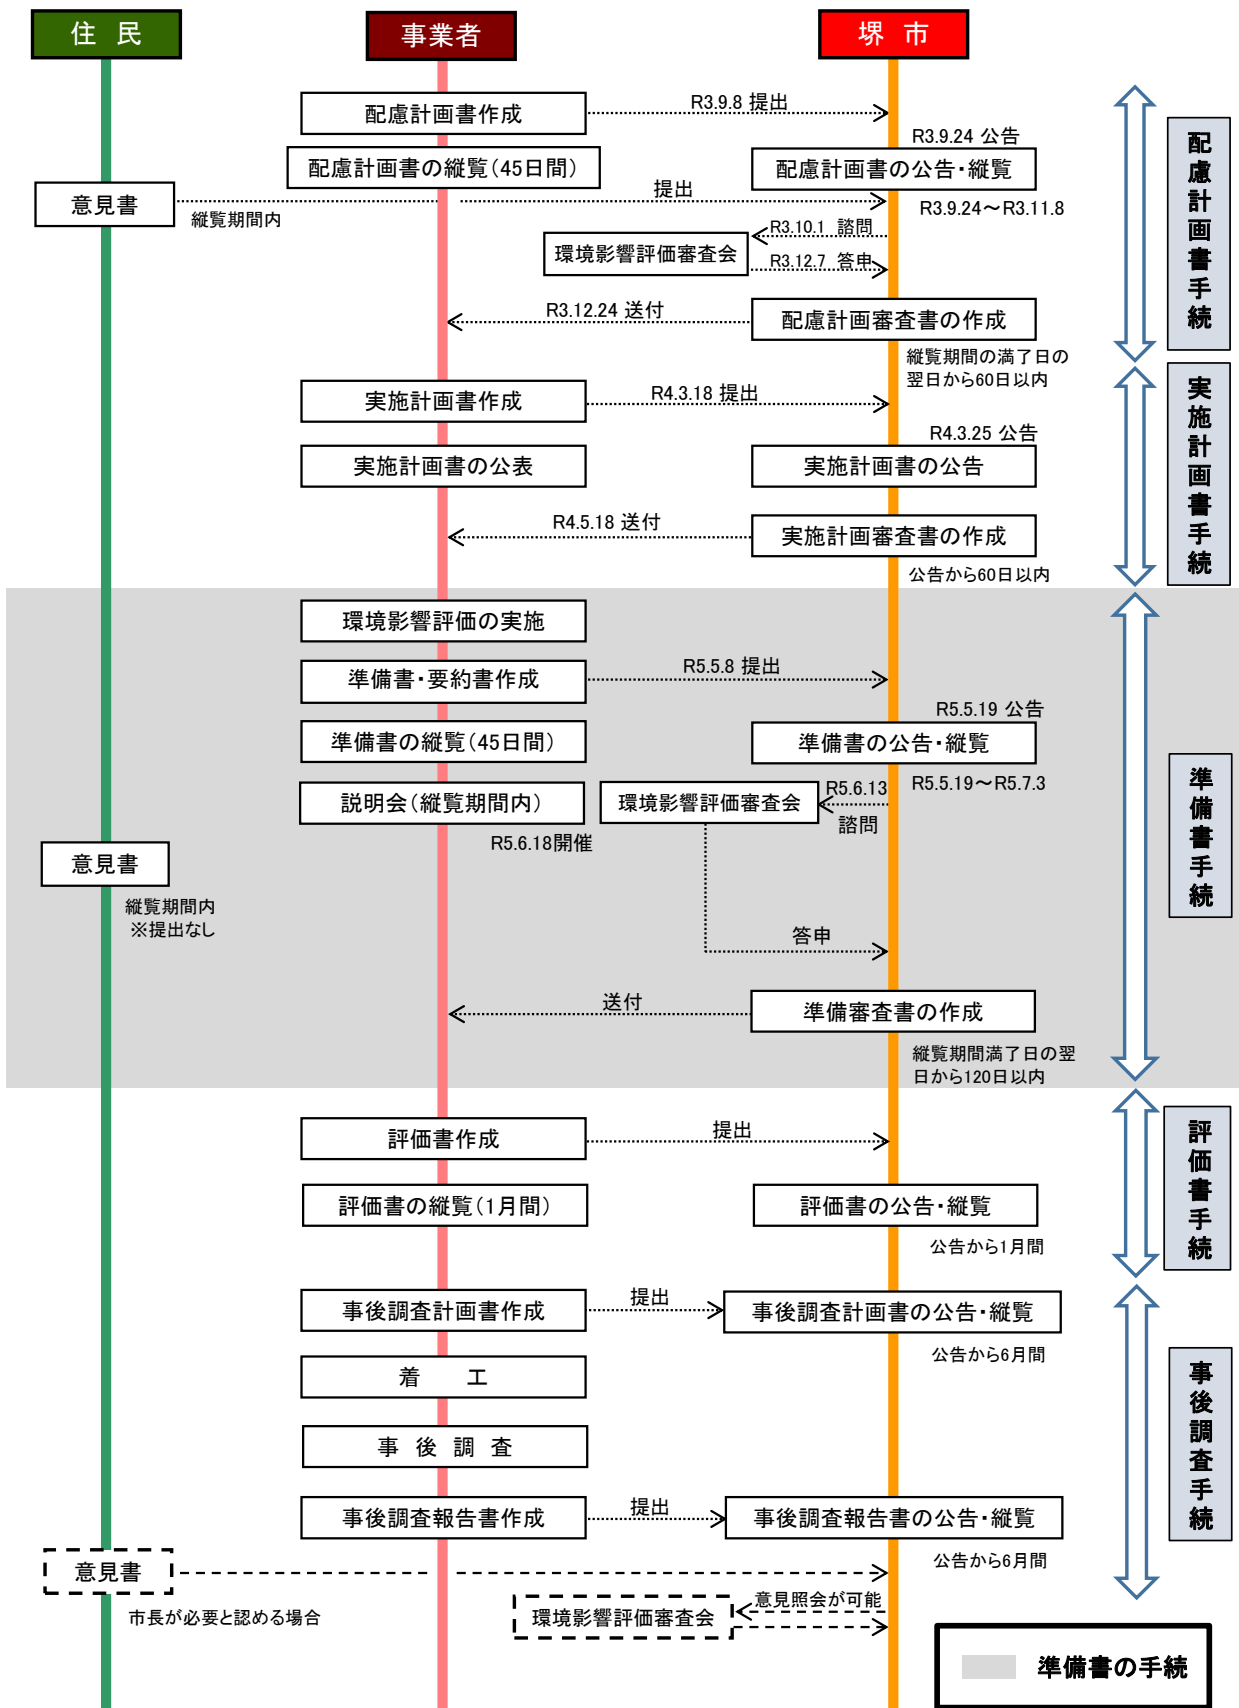 住 民
事業者
堺 市
配慮計画書作成
R3.9.8 提出
R3.9.24 公告
配慮計画書の縦覧(45日間)
配慮計画書の公告・縦覧
意見書
縦覧期間内
提出
R3.9.24～R3.11.8
R3.10.1 諮問
環境影響評価審査会
R3.12.7 答申
R3.12.24 送付
配慮計画審査書の作成
縦覧期間の満了日の
翌日から60日以内
配慮計画書手続
実施計画書作成
R4.3.18 提出
R4.3.25 公告
実施計画書の公表
実施計画書の公告
R4.5.18 送付
実施計画審査書の作成
公告から60日以内
実施計画書手続
環境影響評価の実施
準備書・要約書作成
R5.5.8 提出
R5.5.19 公告
準備書の縦覧(45日間)
準備書の公告・縦覧
R5.5.19～R5.7.3
説明会(縦覧期間内)
環境影響評価審査会
R5.6.13
諮問
R5.6.18開催
意見書
縦覧期間内
※提出なし
答申
送付
準備審査書の作成
縦覧期間満了日の翌
日から120日以内
準備書手続
評価書作成
提出
評価書の縦覧(1月間)
評価書の公告・縦覧
公告から1月間
評価書手続
事後調査計画書作成
提出
事後調査計画書の公告・縦覧
公告から6月間
着 工
事 後 調 査
事後調査報告書作成
提出
事後調査報告書の公告・縦覧
公告から6月間
意見書
市長が必要と認める場合
環境影響評価審査会
意見照会が可能
事後調査手続
準備書の手続